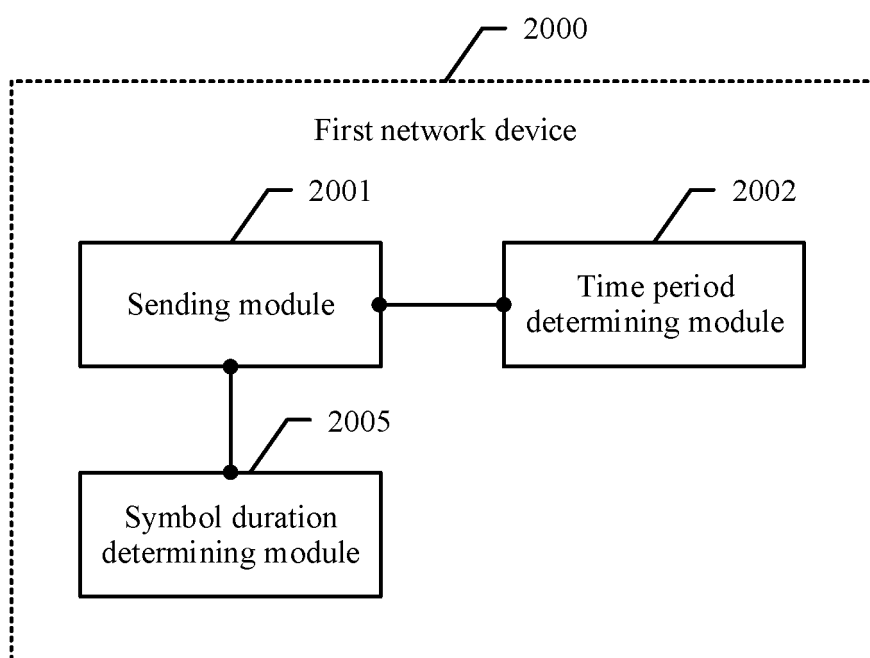 2000
First network device
2001
2002
Sending module
Time period
determining module
2005
Symbol duration
determining module